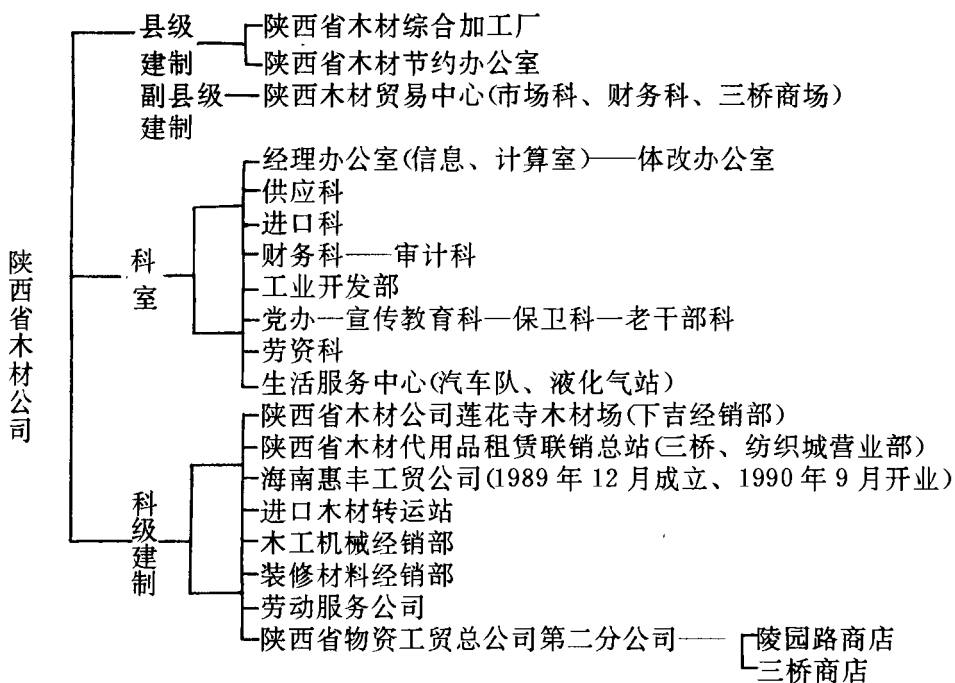 陕西省木材公司
县级
建制
陕西省木材综合加工厂
陕西省木材节约办公室
副县级
建制
陕西木材贸易中心(市场科、财务科、三桥商场)
科室
经理办公室(信息、计算室)——体改办公室
供应科
进口科
财务科——审计科
工业开发部
党办—宣传教育科—保卫科—老干部科
劳资科
生活服务中心(汽车队、液化气站)
科级建制
陕西省木材公司莲花寺木材场(下吉经销部)
陕西省木材代用品租赁联销总站(三桥、纺织城营业部)
海南惠丰工贸公司(1989年12月成立、1990年9月开业)
进口木材转运站
木工机械经销部
装修材料经销部
劳动服务公司
陕西省物资工贸总公司第二分公司——
陵园路商店
三桥商店